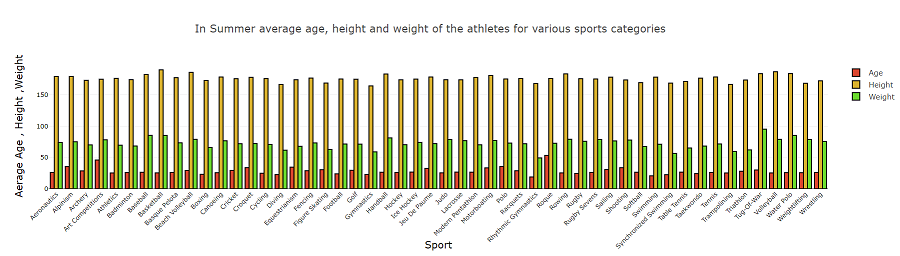 In Summer average age, height and weight of the athletes for various sports categories
Aerage Age , Height ,Weight
150
100
50
0
Age
Height
Weight
Aeronautics
Alpinism
Archery
Art Competitions
Athletics
Badminton
Baseball
Basketball
Basque Pelota
Beach Volleyball
Boxing
Canoeing
Cricket
Croquet
Cycling
Diving
Equestrianism
Fencing
Figure Skating
Football
Golf
Gymnastics
Handball
Hockey
Ice Hockey
Jeu De Paume
Judo
Lacrosse
Modern Pentathlon
Motorboating
Polo
Racquets
Rhythmic Gymnastics
Roque
Rowing
Rugby
Rugby Sevens
Sailing
Shooting
Softball
Swimming
Synchronized Swimming
Table Tennis
Taekwondo
Tennis
Trampolining
Triathlon
Tug-Of-War
Volleyball
Water Polo
Weightlifting
Wrestling
Sport